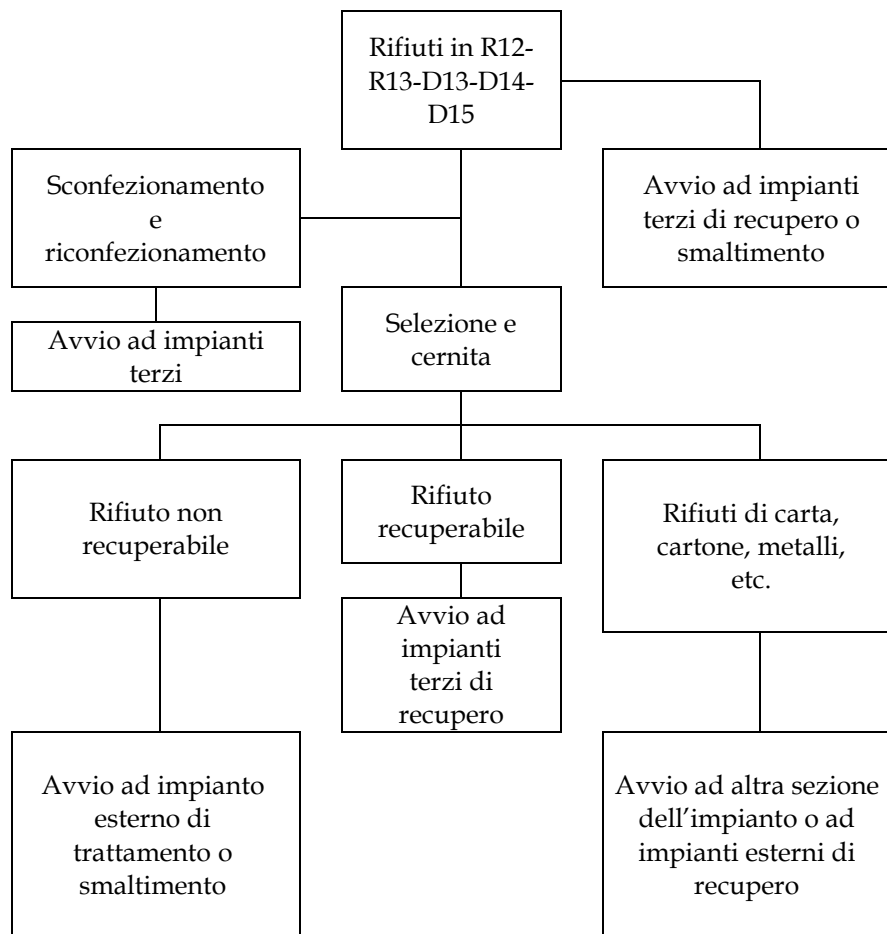 Rifiuti in R12-
R13-D13-D14-
D15
Sconfezionamento
e
riconfezionamento
Avvio ad impianti
terzi di recupero o
smaltimento
Avvio ad impianti
terzi
Selezione e
cernita
Rifiuto non
recuperabile
Rifiuto
recuperabile
Rifiuti di carta,
cartone, metalli,
etc.
Avvio ad
impianti
terzi di
recupero
Avvio ad impianto
esterno di
trattamento o
smaltimento
Avvio ad altra sezione
dell’impianto o ad
impianti esterni di
recupero